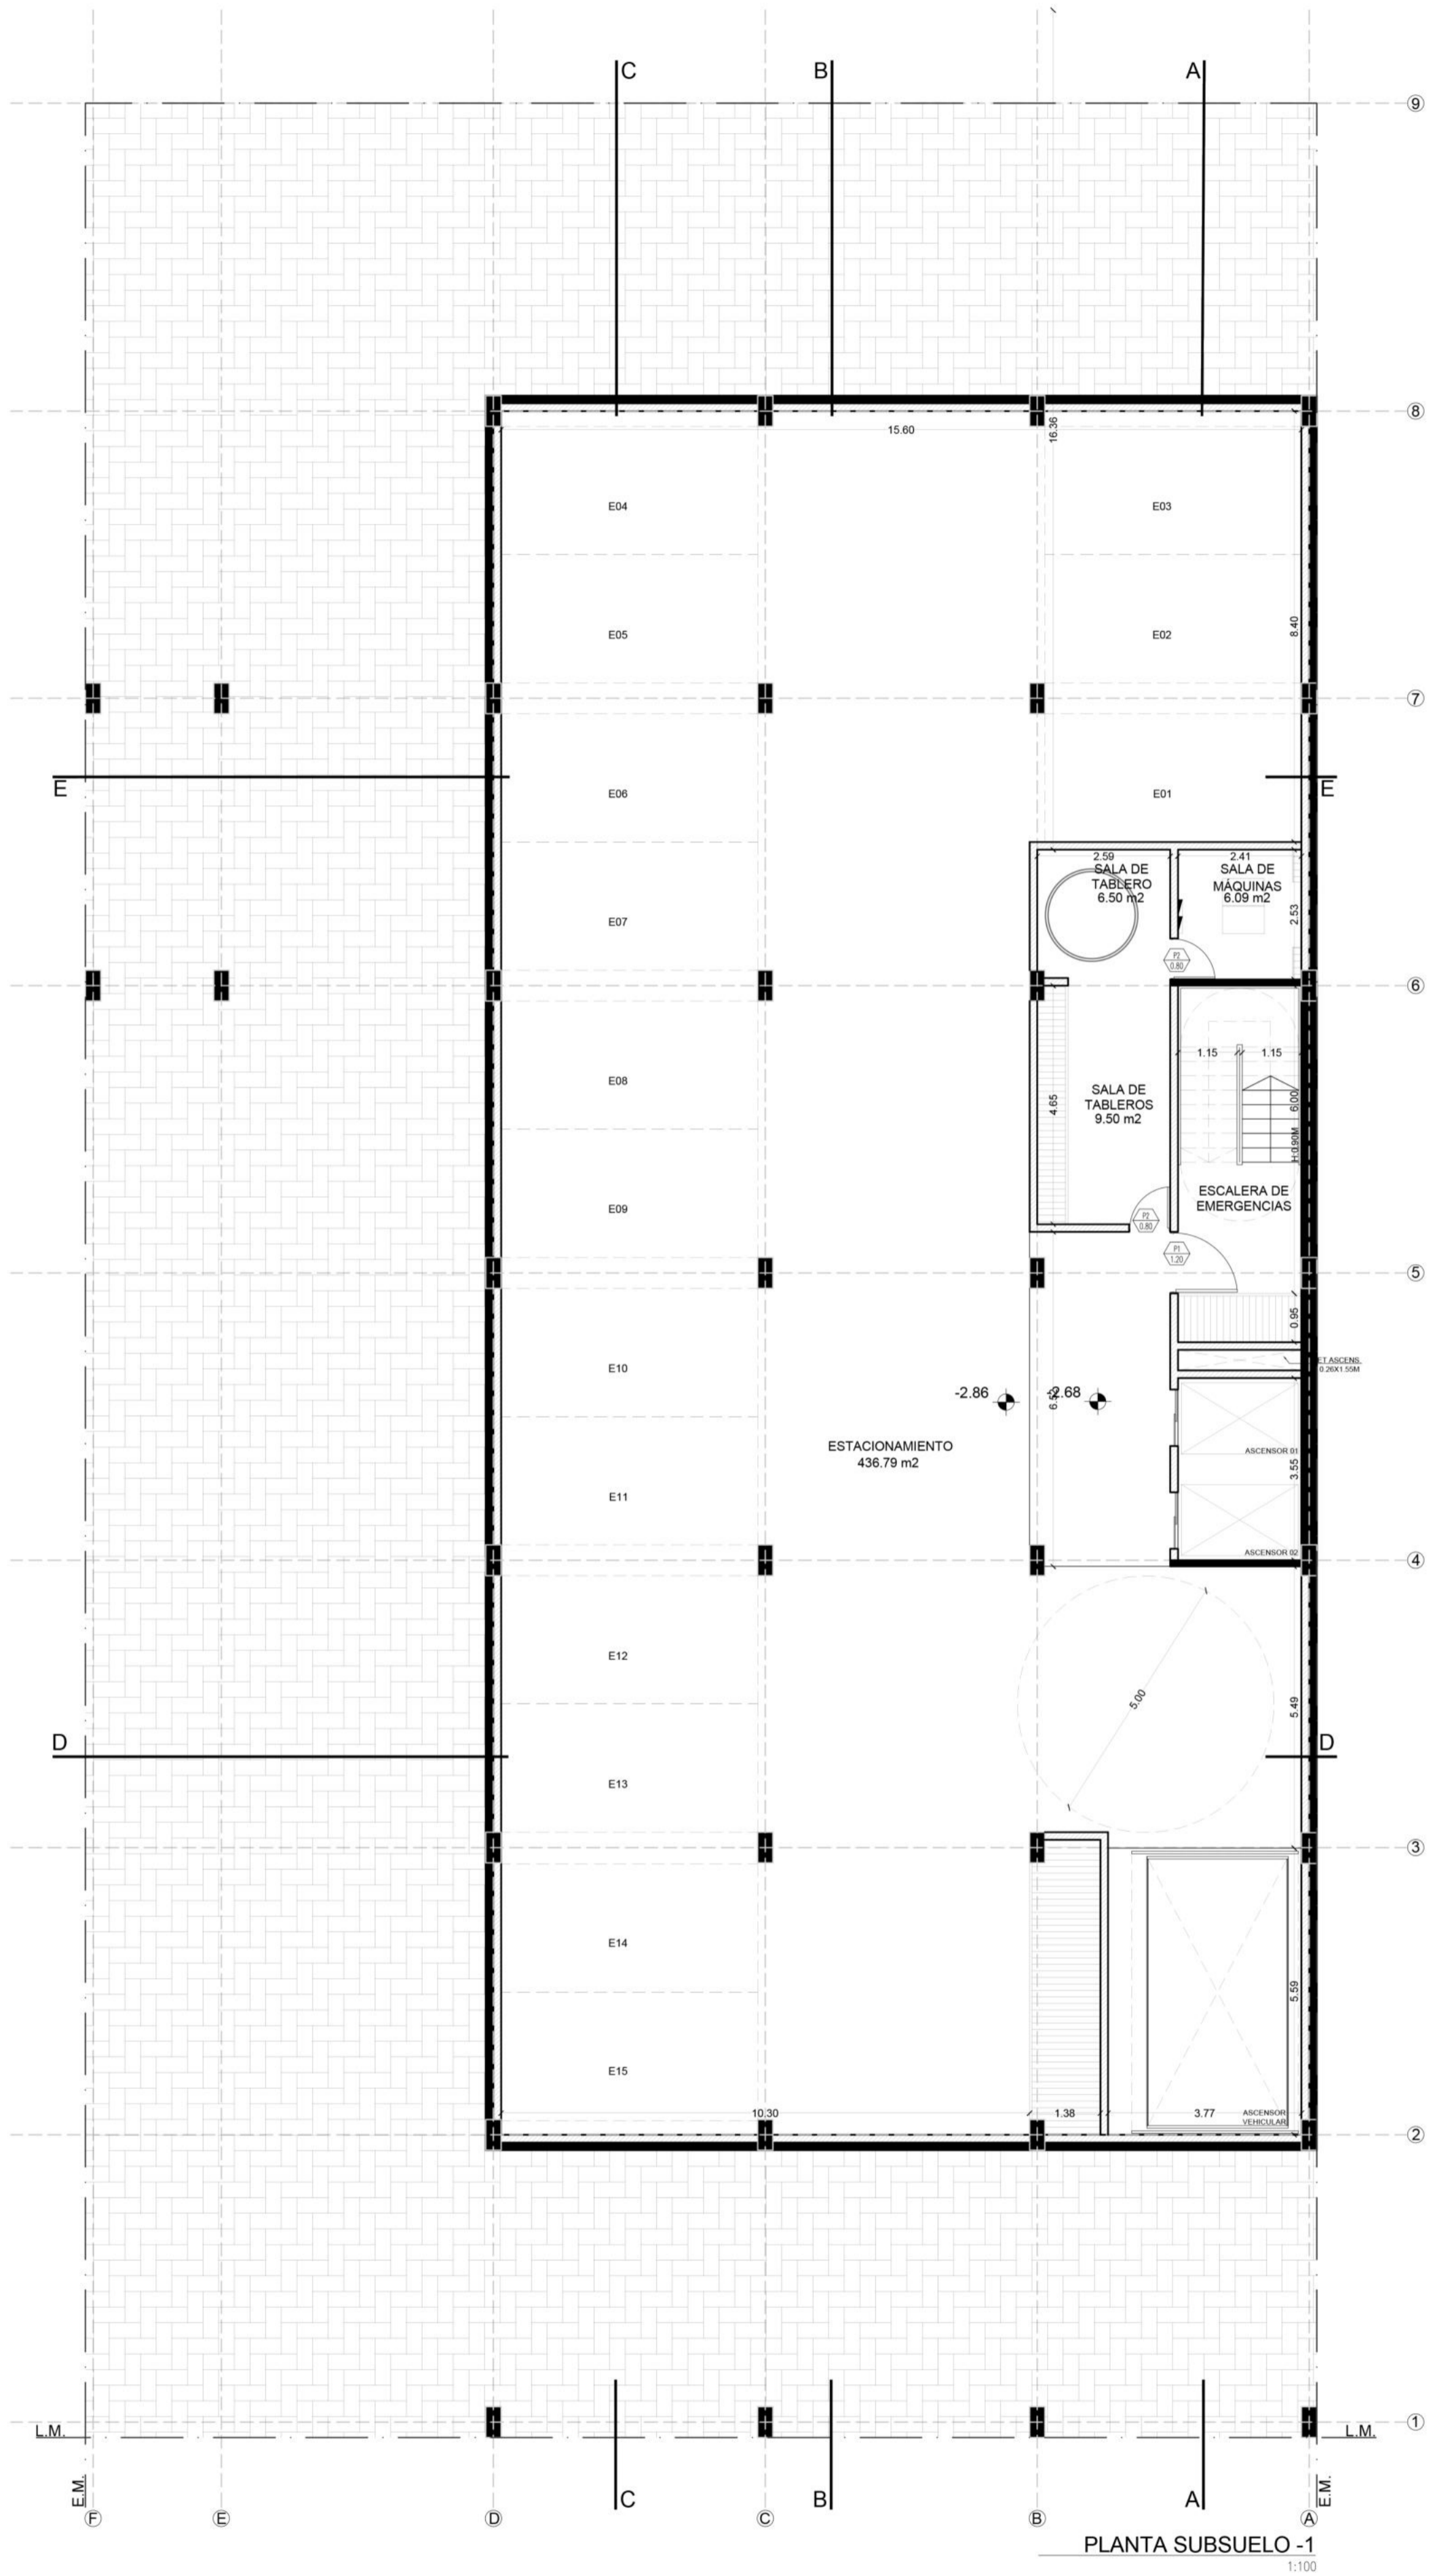 C
B
A
9
8
15.60
16.36
E04
E03
8.40
E05
E02
7
E
E
E06
E01
2.59
2.41
SALA DE
TABLERO
6.50 m2
SALA DE
MÁQUINAS
6.09 m2
2.53
E07
P2
0.80
6
1.15
1.15
E08
SALA DE
TABLEROS
9.50 m2
4.65
6.00
H:0.90M
ESCALERA DE
EMERGENCIAS
E09
P2
0.80
P1
1.20
5
0.95
E10
ET ASCENS.
0.26X1.55M
-2.86
-2.68
ESTACIONAMIENTO
436.79 m2
ASCENSOR 01
3.55
E11
ASCENSOR 02
4
E12
5.00
5.49
D
D
E13
3
E14
5.59
E15
10.30
1.38
3.77
ASCENSOR
VEHICULAR
2
1
L.M.
L.M.
E.M.
E.M.
C
B
A
F
E
D
C
B
A
PLANTA SUBSUELO -1
1:100